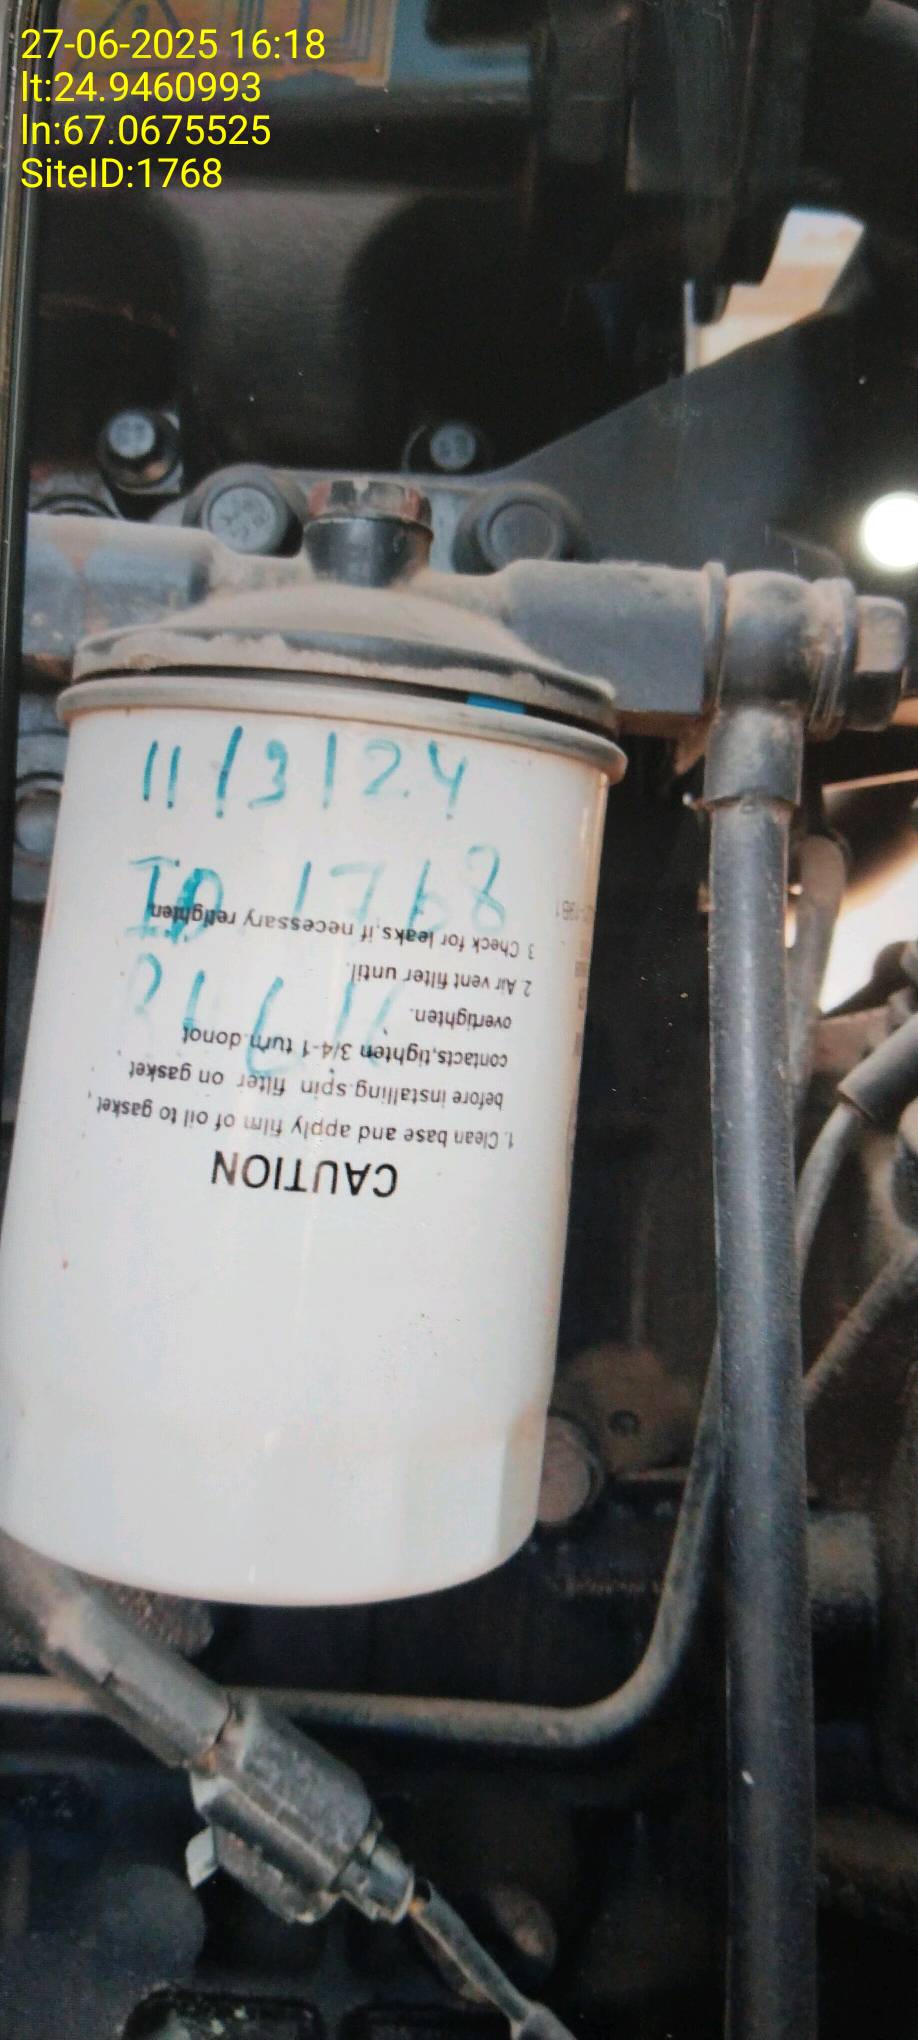 27-06-2025 16:18
lt:24.9460993
ln:67.0675525
SiteID:1768
11/3/24
ID 1768
CAUTION
1. Clean base and apply film of oil to gasket,
before installing.spin filter on gasket
contacts,tighten 3/4-1 turn.donot
overtighten.
2. Air vent filter until.
3 Check for leaks,if necessary retighten